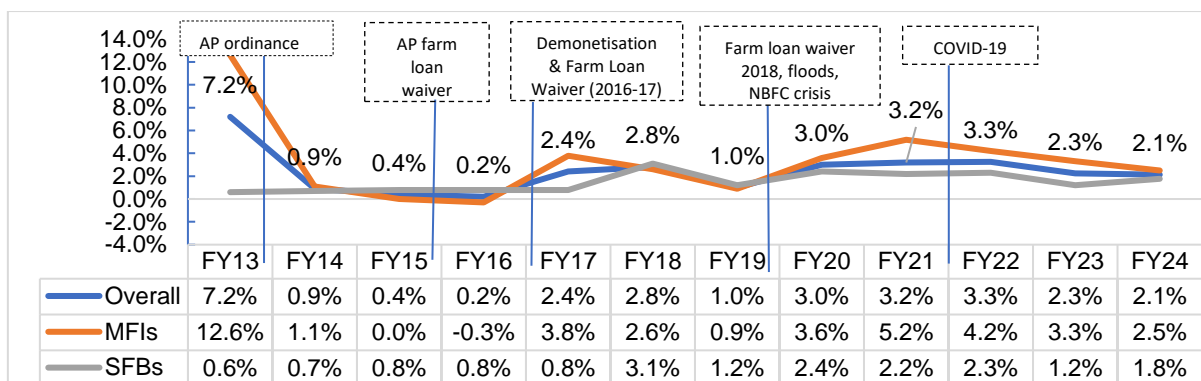 14.0%
12.0%
10.0%
8.0%
6.0%
4.0%
2.0%
0.0%
-2.0%
-4.0%
AP ordinance
AP farm
loan
waiver
Demonetisation
& Farm Loan
Waiver (2016-17)
Farm loan waiver
2018, floods,
NBFC crisis
COVID-19
7.2%
0.9%
0.4%
0.2%
2.4%
2.8%
1.0%
3.0%
3.2%
3.3%
2.3%
2.1%
FY13 FY14 FY15 FY16 FY17 FY18 FY19 FY20 FY21 FY22 FY23 FY24
Overall 7.2% 0.9% 0.4% 0.2% 2.4% 2.8% 1.0% 3.0% 3.2% 3.3% 2.3% 2.1%
MFIs 12.6% 1.1% 0.0% -0.3% 3.8% 2.6% 0.9% 3.6% 5.2% 4.2% 3.3% 2.5%
SFBs 0.6% 0.7% 0.8% 0.8% 0.8% 3.1% 1.2% 2.4% 2.2% 2.3% 1.2% 1.8%